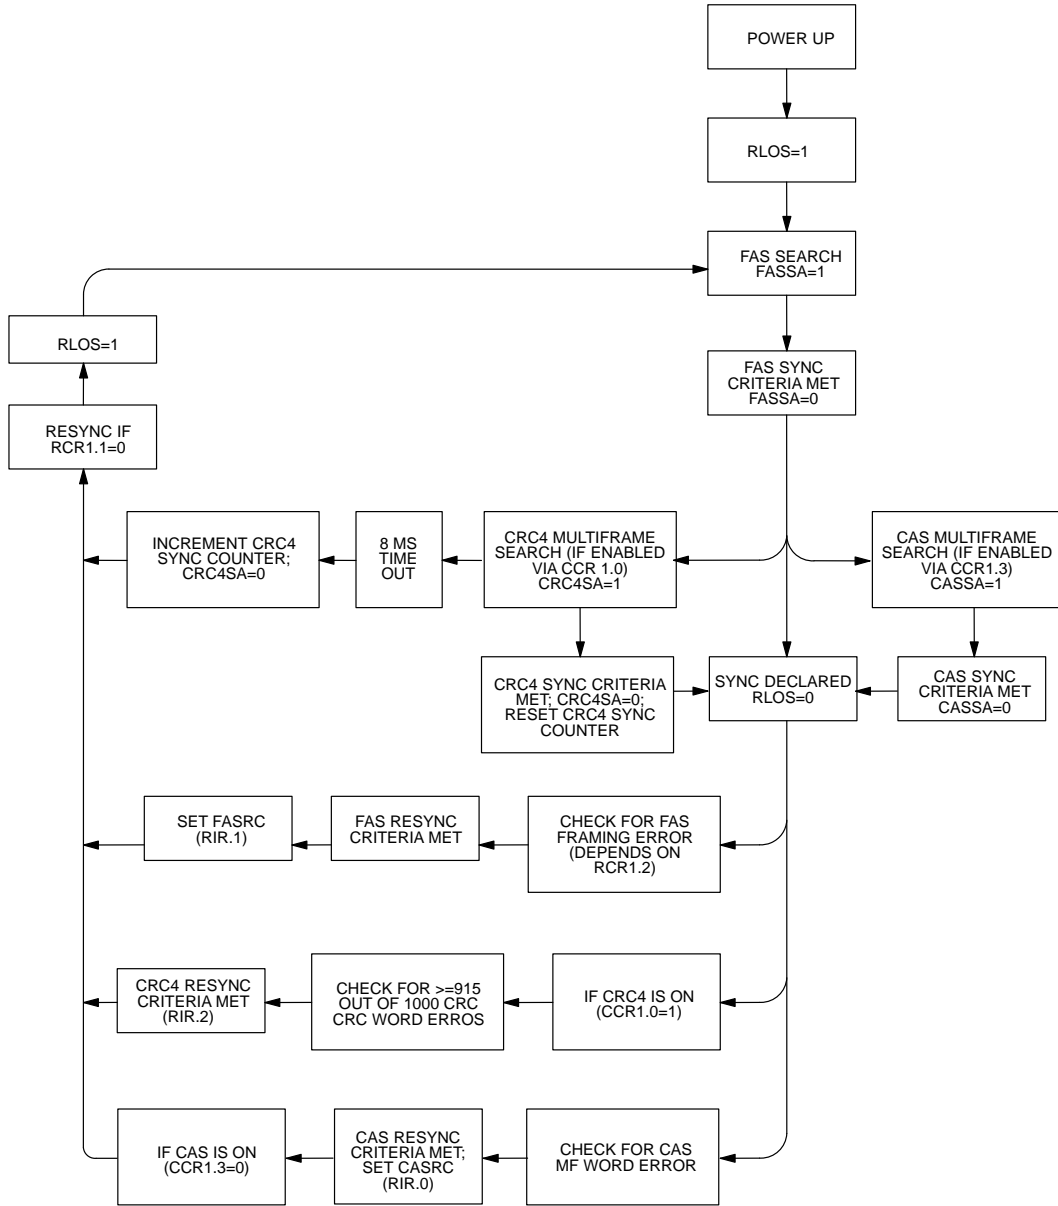 POWER UP
RLOS=1
FAS SEARCH
FASSA=1
RLOS=1
FAS SYNC
CRITERIA MET
FASSA=0
RESYNC IF
RCR1.1=0
INCREMENT CRC4
SYNC COUNTER;
CRC4SA=0
8 MS
TIME
OUT
CRC4 MULTIFRAME
SEARCH (IF ENABLED
VIA CCR 1.0)
CRC4SA=1
CAS MULTIFRAME
SEARCH (IF ENABLED
VIA CCR1.3)
CASSA=1
CRC4 SYNC CRITERIA
MET; CRC4SA=0;
RESET CRC4 SYNC
COUNTER
SYNC DECLARED
RLOS=0
CAS SYNC
CRITERIA MET
CASSA=0
SET FASRC
(RIR.1)
FAS RESYNC
CRITERIA MET
CHECK FOR FAS
FRAMING ERROR
(DEPENDS ON
RCR1.2)
CRC4 RESYNC
CRITERIA MET
(RIR.2)
CHECK FOR >=915
OUT OF 1000 CRC
CRC WORD ERROS
IF CRC4 IS ON
(CCR1.0=1)
IF CAS IS ON
(CCR1.3=0)
CAS RESYNC
CRITERIA MET;
SET CASRC
(RIR.0)
CHECK FOR CAS
MF WORD ERROR